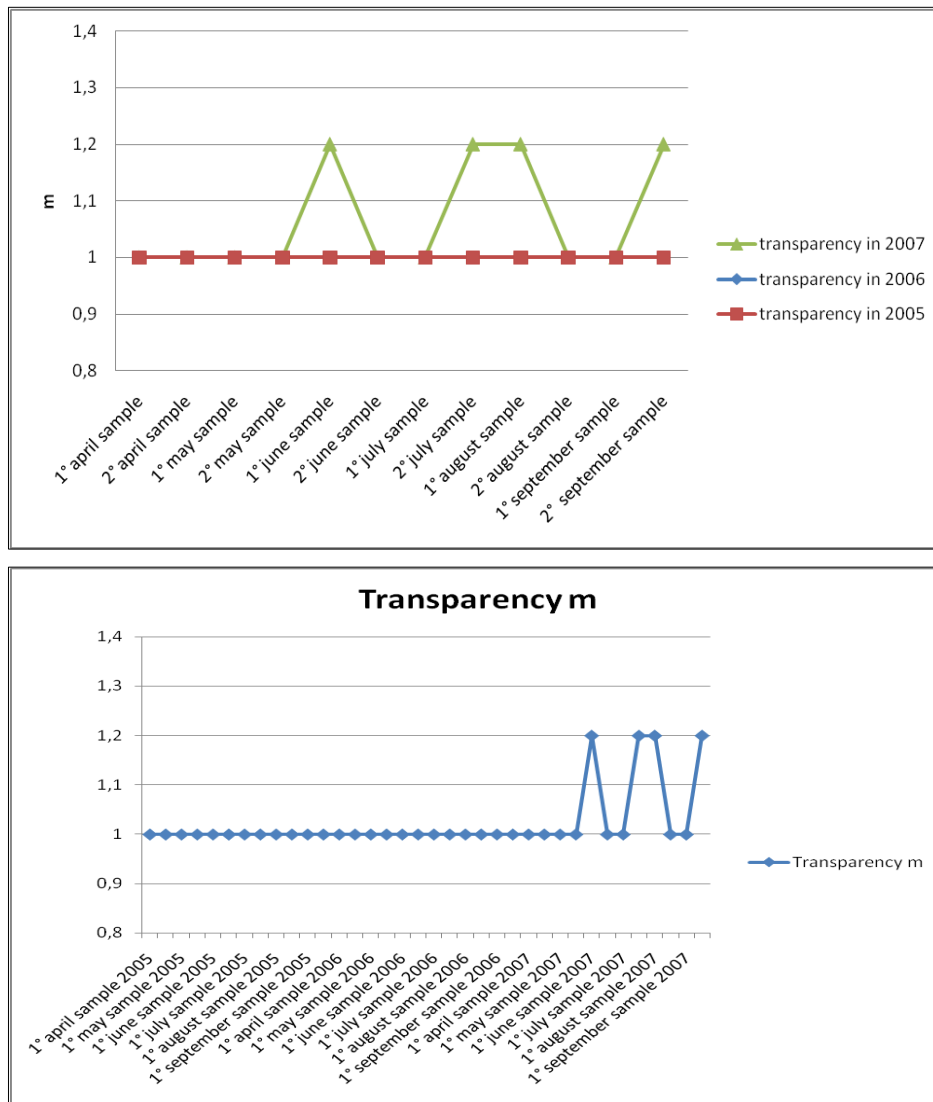 1,4
1,3
1,2
1,1
1
0,9
0,8
m
1° april sample
2° april sample
1° may sample
2° may sample
1° june sample
2° june sample
1° july sample
2° july sample
1° august sample
2° august sample
1° september sample
2° september sample
transparency in 2007
transparency in 2006
transparency in 2005
Transparency m
1,4
1,3
1,2
1,1
1
0,9
0,8
1° april sample 2005
1° may sample 2005
1° june sample 2005
1° july sample 2005
1° august sample 2005
1° september sample 2005
1° april sample 2006
1° may sample 2006
1° june sample 2006
1° july sample 2006
1° august sample 2006
1° september sample 2006
1° april sample 2007
1° may sample 2007
1° june sample 2007
1° july sample 2007
1° august sample 2007
1° september sample 2007
Transparency m